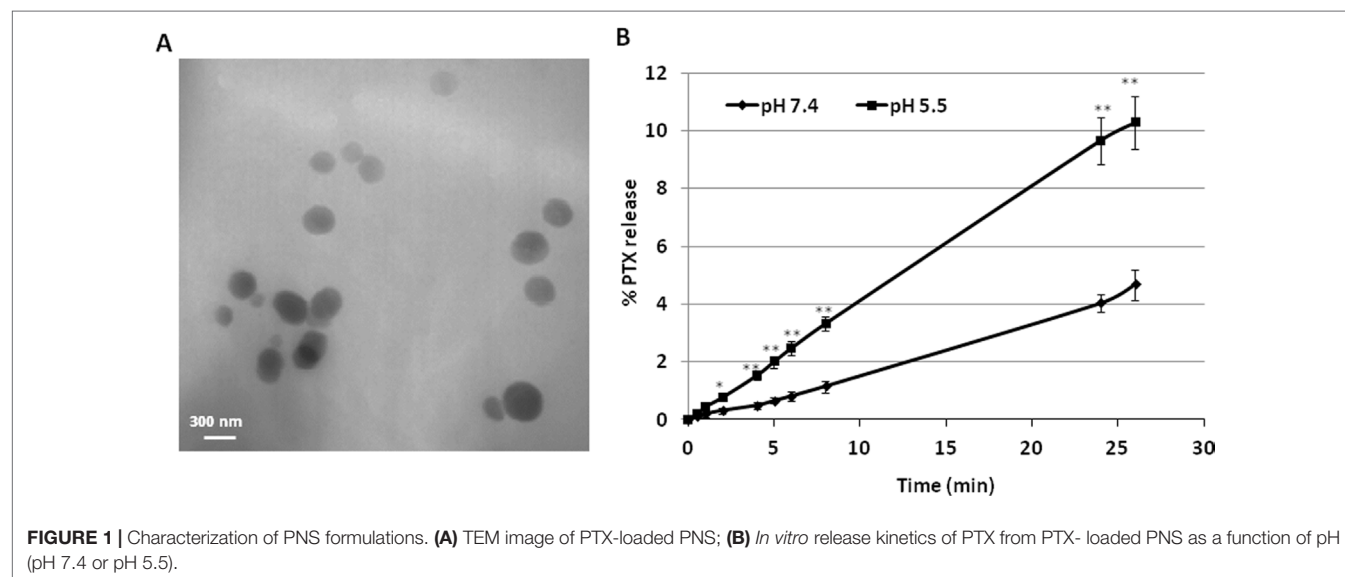 A
300 nm
B
pH 7.4
pH 5.5
12
10
8
6
4
2
0
% PTX release
*
**
**
**
**
**
**
0
5
10
15
20
25
30
Time (min)
FIGURE 1 | Characterization of PNS formulations. (A) TEM image of PTX-loaded PNS; (B) In vitro release kinetics of PTX from PTX- loaded PNS as a function of pH
(pH 7.4 or pH 5.5).